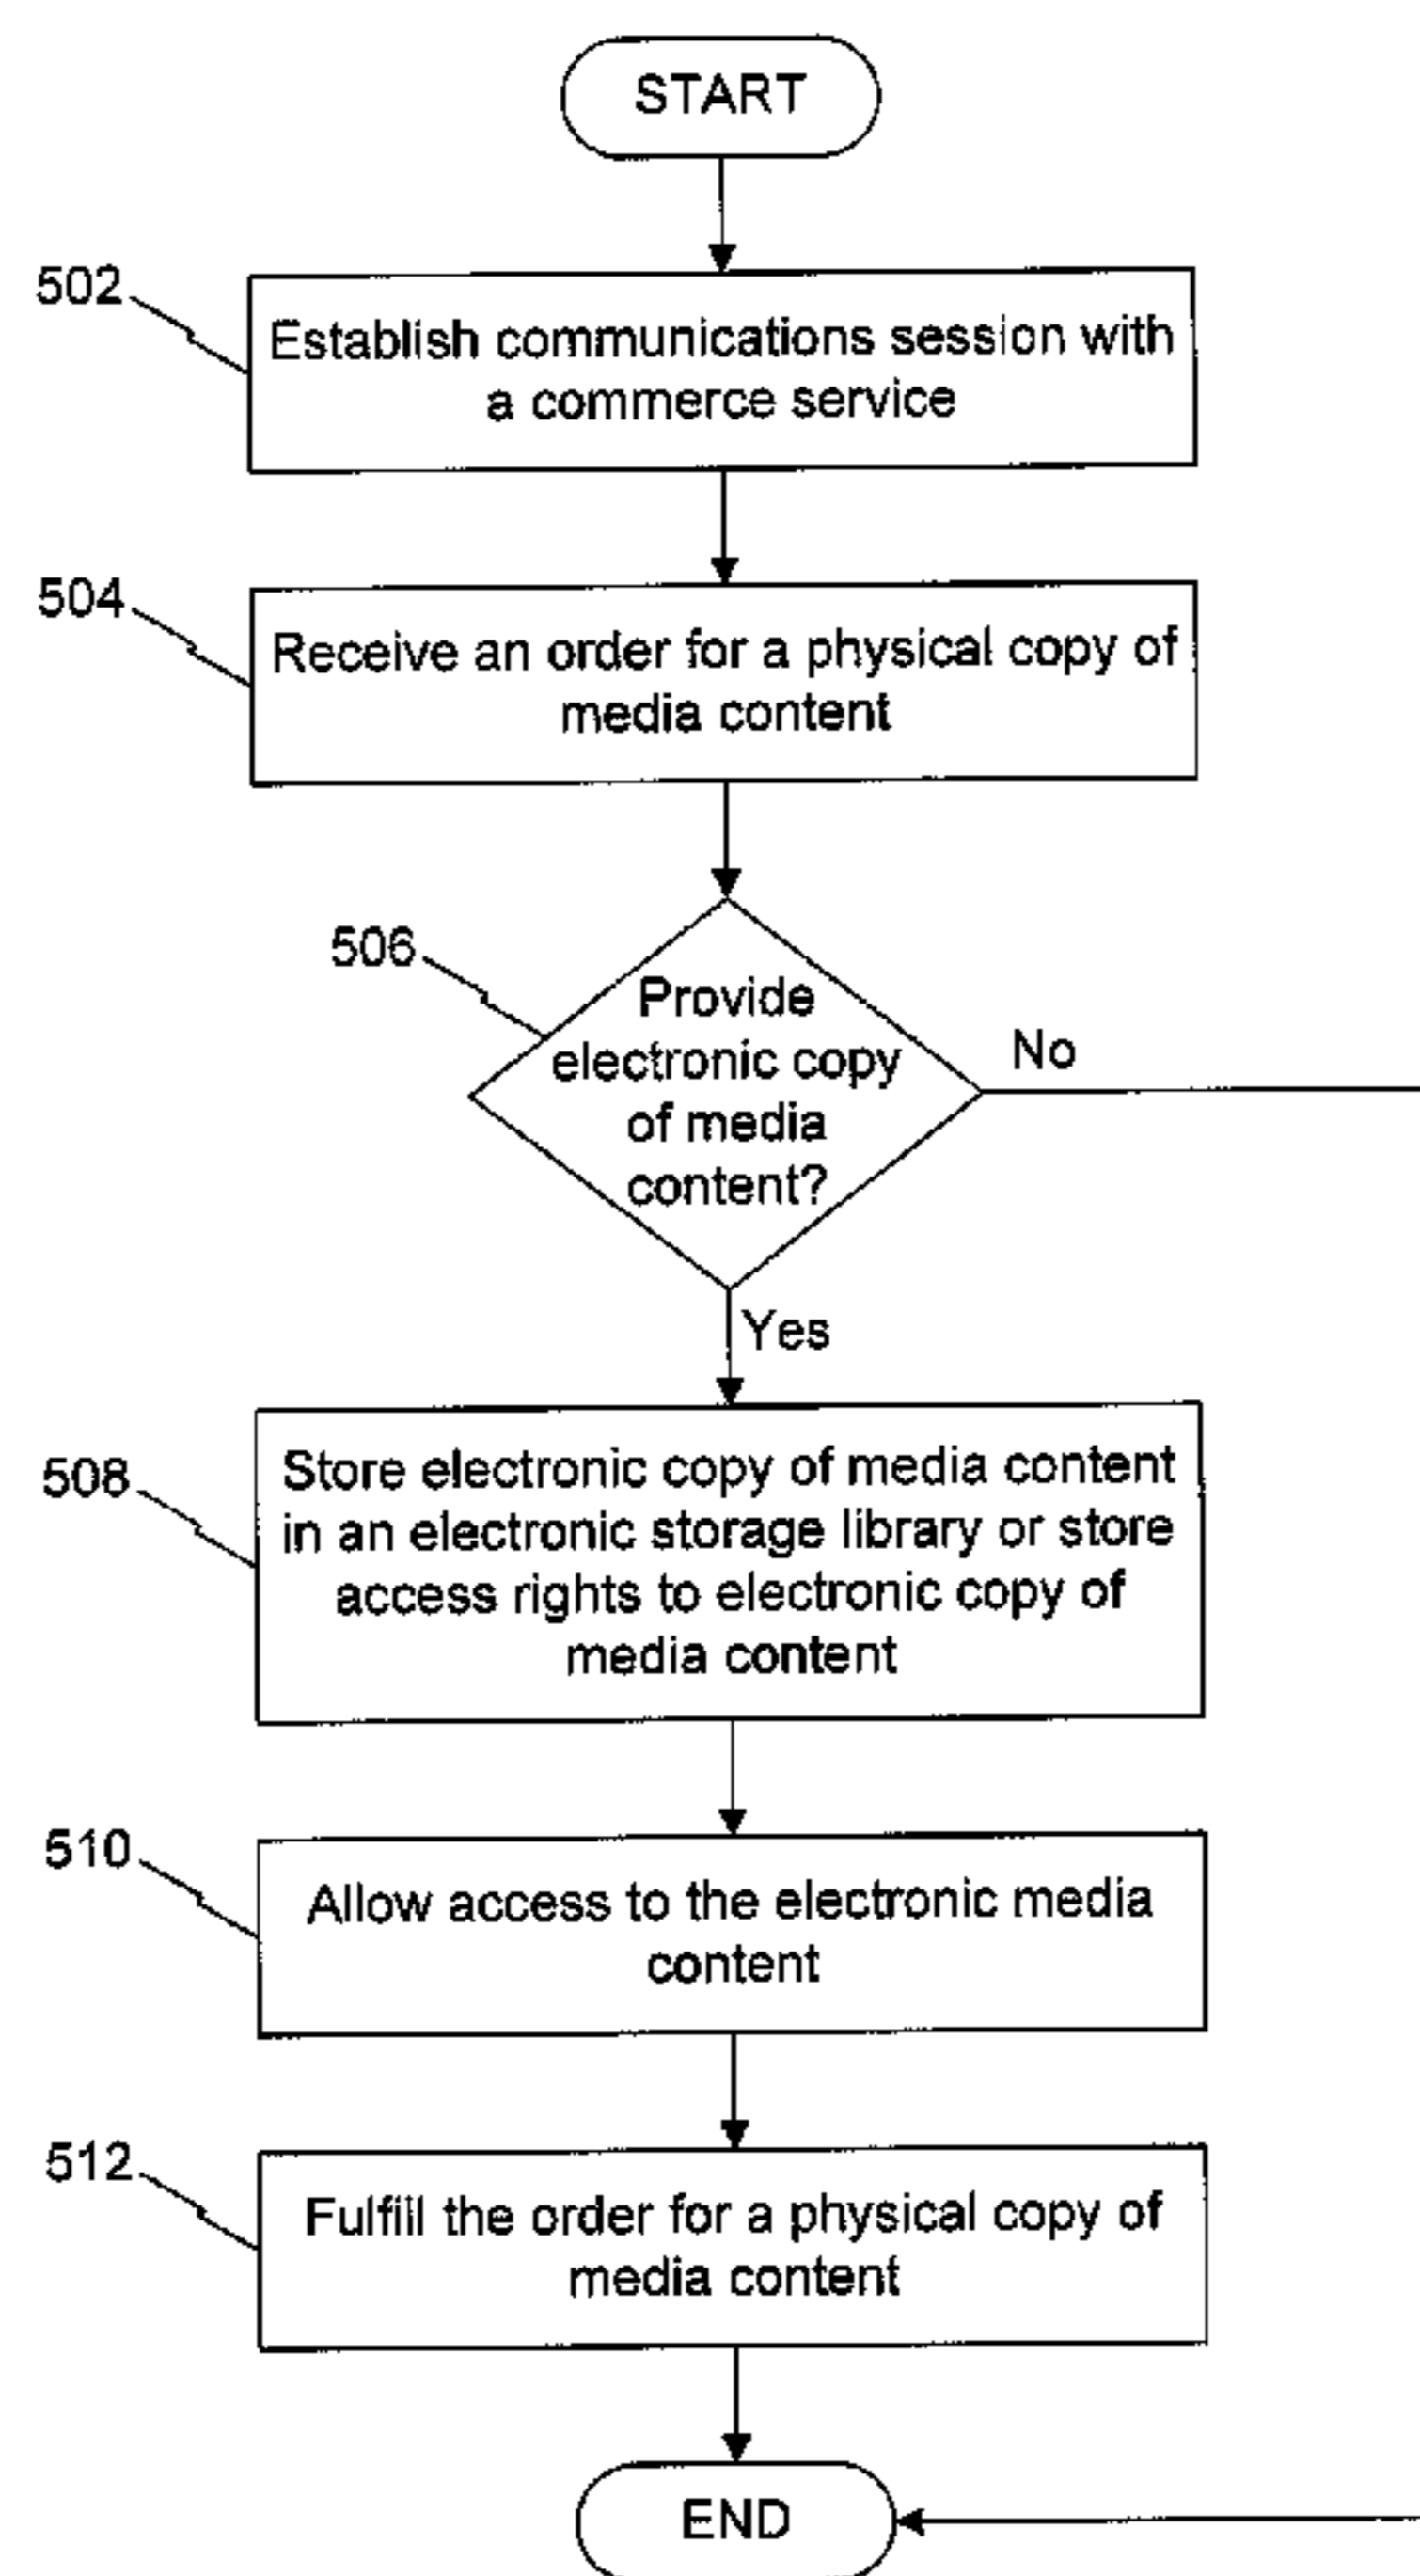 START
502
Establish communications session with
a commerce service
504
Receive an order for a physical copy of
media content
506
Provide
electronic copy
of media
content?
No
Yes
508
Store electronic copy of media content
in an electronic storage library or store
access rights to electronic copy of
media content
510
Allow access to the electronic media
content
512
Fulfill the order for a physical copy of
media content
END